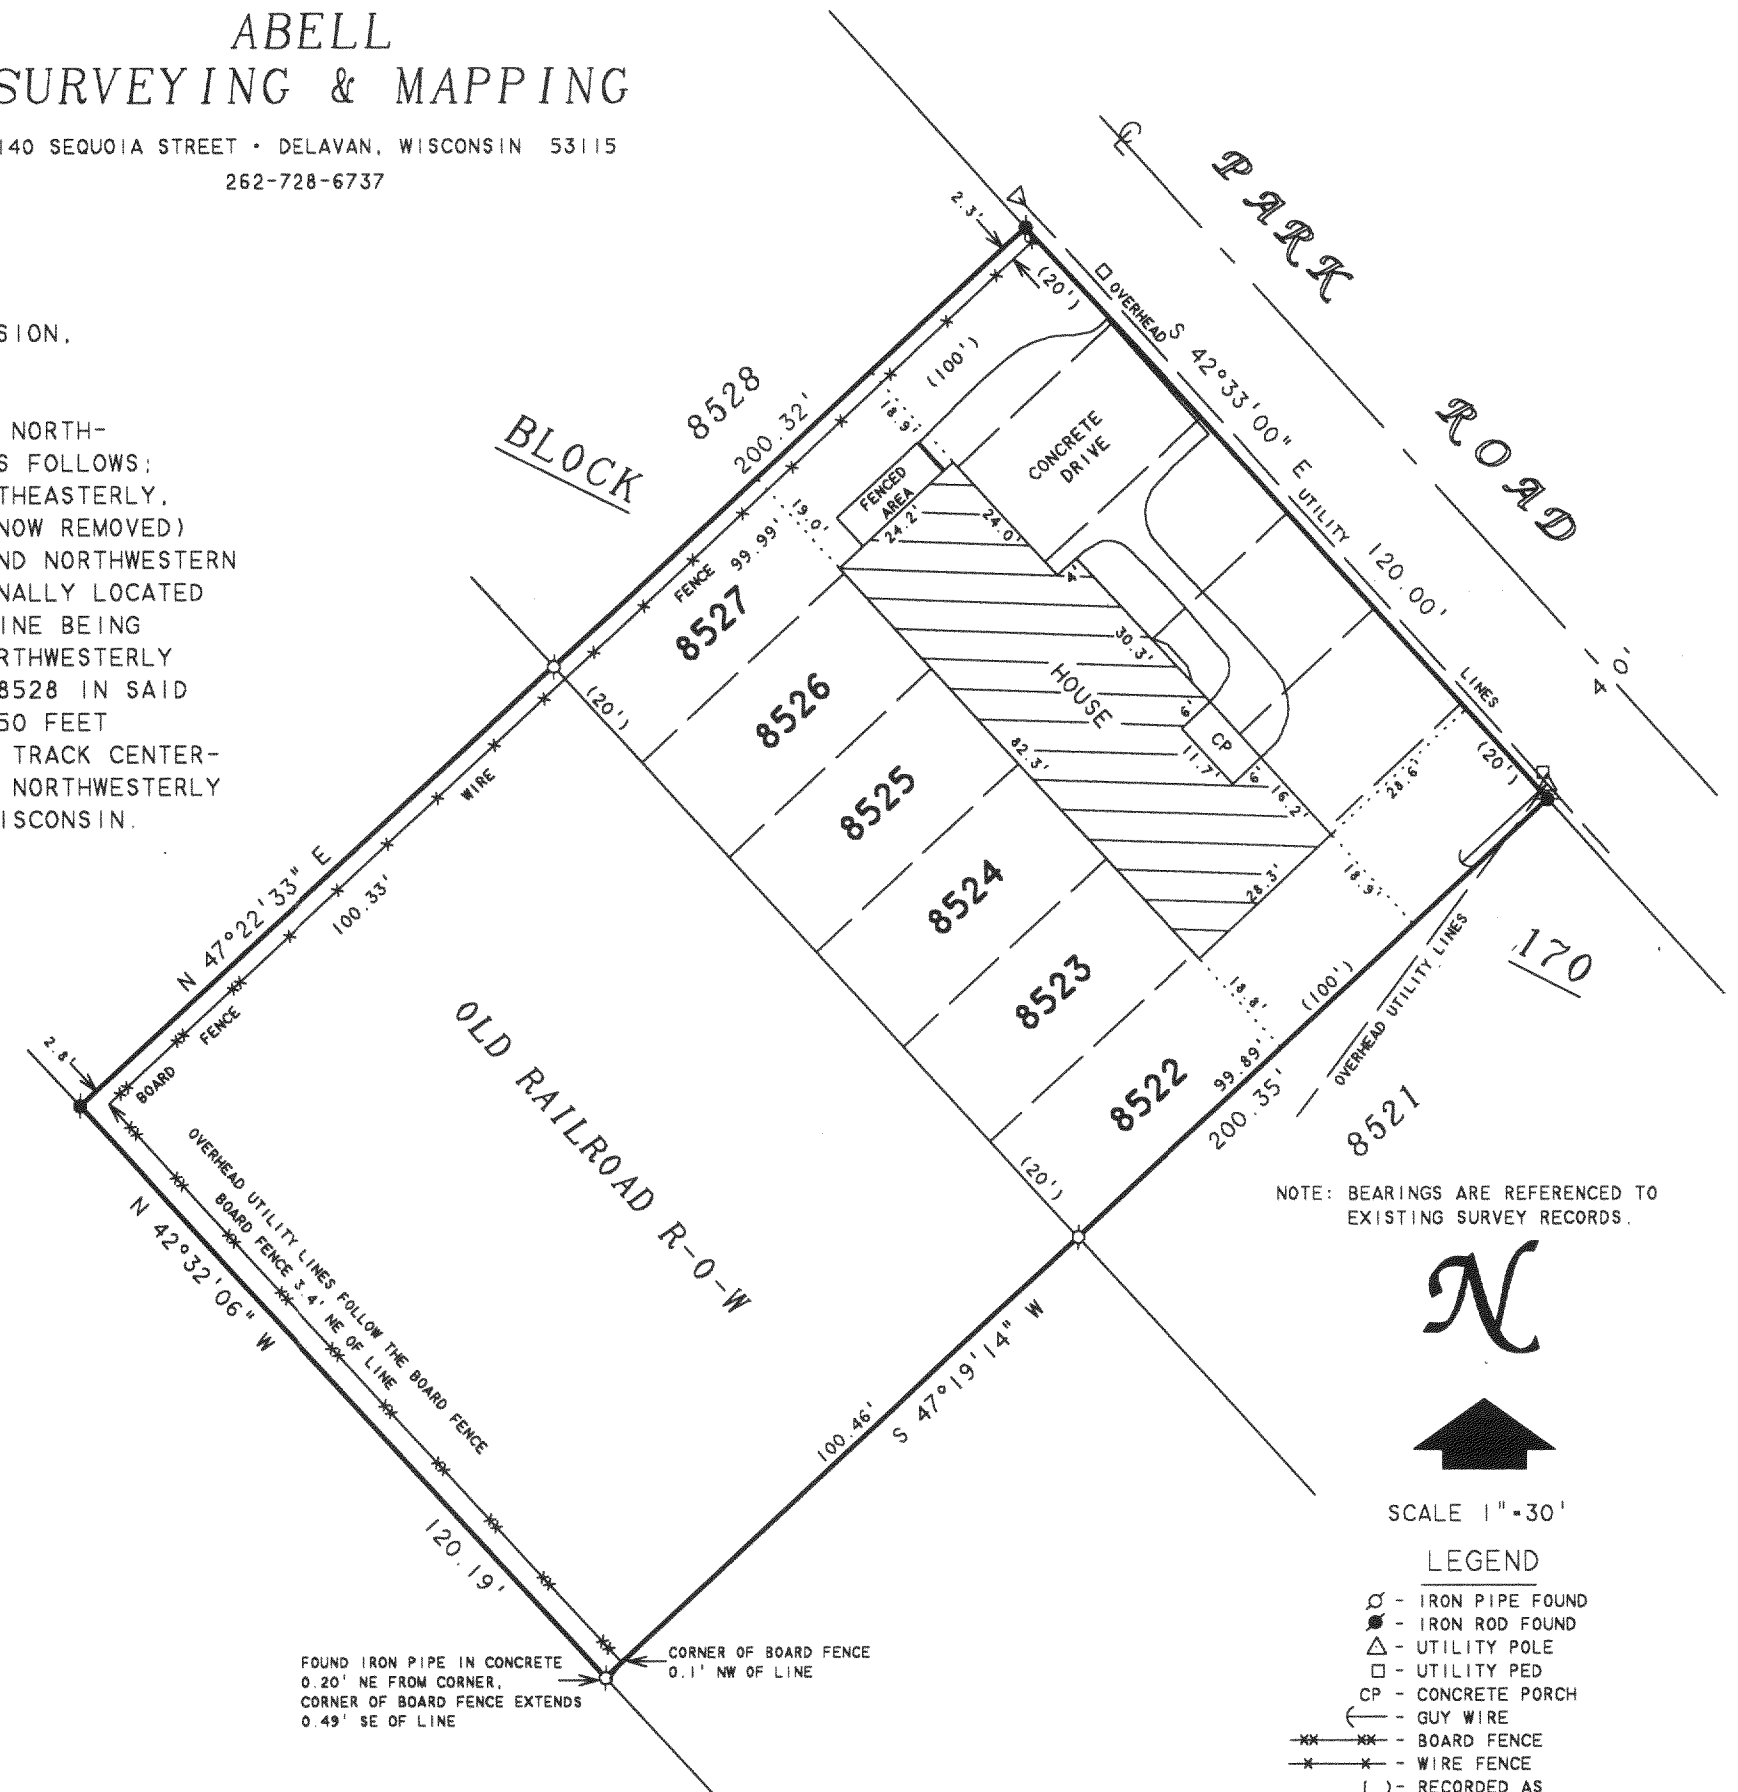 ABELL
SURVEYING & MAPPING
140 SEQUOIA STREET • DELAVAN, WISCONSIN 53115
262-728-6737
SION,
NORTH-
S FOLLOWS;
THEASTERLY,
NOW REMOVED)
ND NORTHWESTERN
NALLY LOCATED
INE BEING
RTHWESTERLY
8528 IN SAID
50 FEET
TRACK CENTER-
NORTHWESTERLY
ISCONSIN.
PARK
ROAD
40'
2.3'
(20')
OVERHEAD
UTILITY
LINES
S 42°33'00" E
120.00'
(20')
BLOCK
8528
200.32'
(100')
18.9'
CONCRETE
DRIVE
FENCED
AREA
24.2'
24.0'
19.0'
99.99'
FENCE
WIRE
4'
30.3'
HOUSE
6'
CP
11.7'
6'
16.2'
82.3'
28.3'
28.6'
18.9'
18.8'
8527
8526
8525
8524
8523
8522
(20')
(20')
N 47°22'33" E
100.33'
2.8'
FENCE
BOARD
OLD RAILROAD R-O-W
OVERHEAD UTILITY LINES FOLLOW THE BOARD FENCE
BOARD FENCE 3.4' NE OF LINE
N 42°32'06" W
120.19'
(100')
99.89'
200.35'
OVERHEAD UTILITY LINES
170
8521
100.46'
S 47°19'14" W
NOTE: BEARINGS ARE REFERENCED TO
EXISTING SURVEY RECORDS.
N
SCALE 1"=30'
LEGEND
- IRON PIPE FOUND
- IRON ROD FOUND
- UTILITY POLE
- UTILITY PED
CP - CONCRETE PORCH
- GUY WIRE
- BOARD FENCE
- WIRE FENCE
( ) - RECORDED AS
FOUND IRON PIPE IN CONCRETE
0.20' NE FROM CORNER,
CORNER OF BOARD FENCE EXTENDS
0.49' SE OF LINE
CORNER OF BOARD FENCE
0.1' NW OF LINE